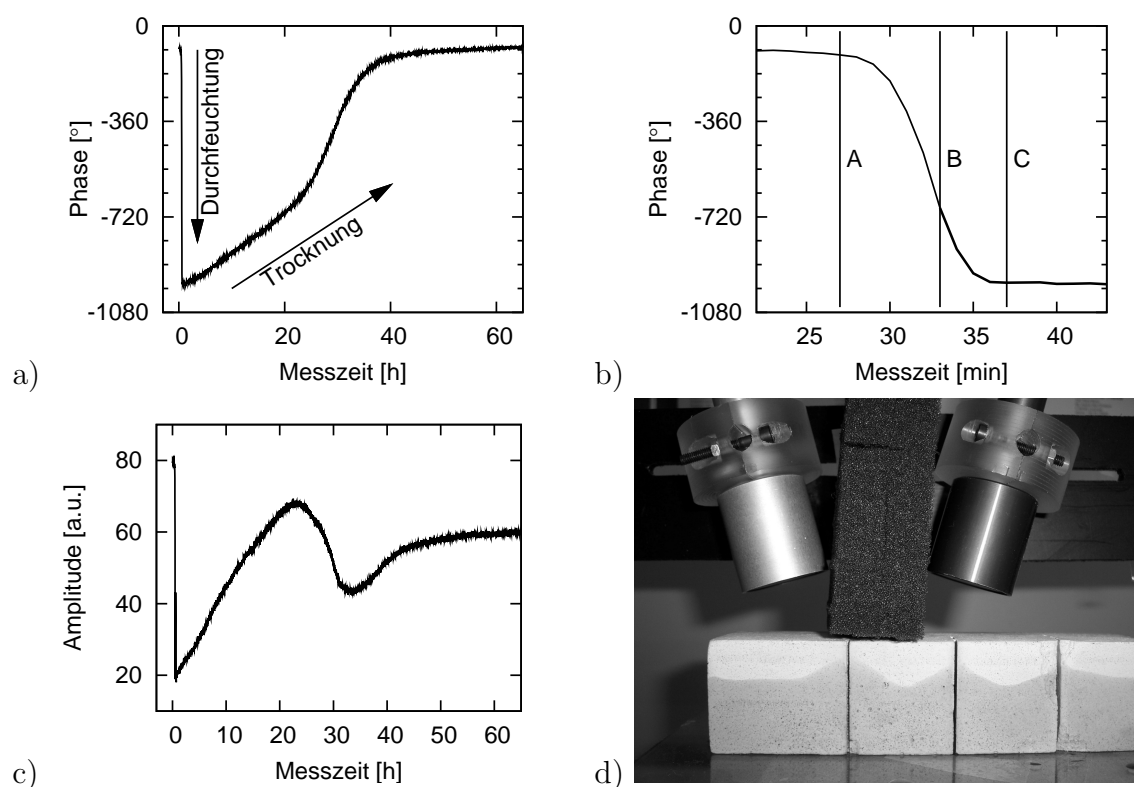 0
-360
-720
-1080
Phase [°]
0 20 40 60
Messzeit [h]
Durchfeuchtung
Trocknung
a)
0
-360
-720
-1080
Phase [°]
A B C
25 30 35 40
Messzeit [min]
b)
80
60
40
20
Amplitude [a.u.]
0 10 20 30 40 50 60
Messzeit [h]
c)
d)